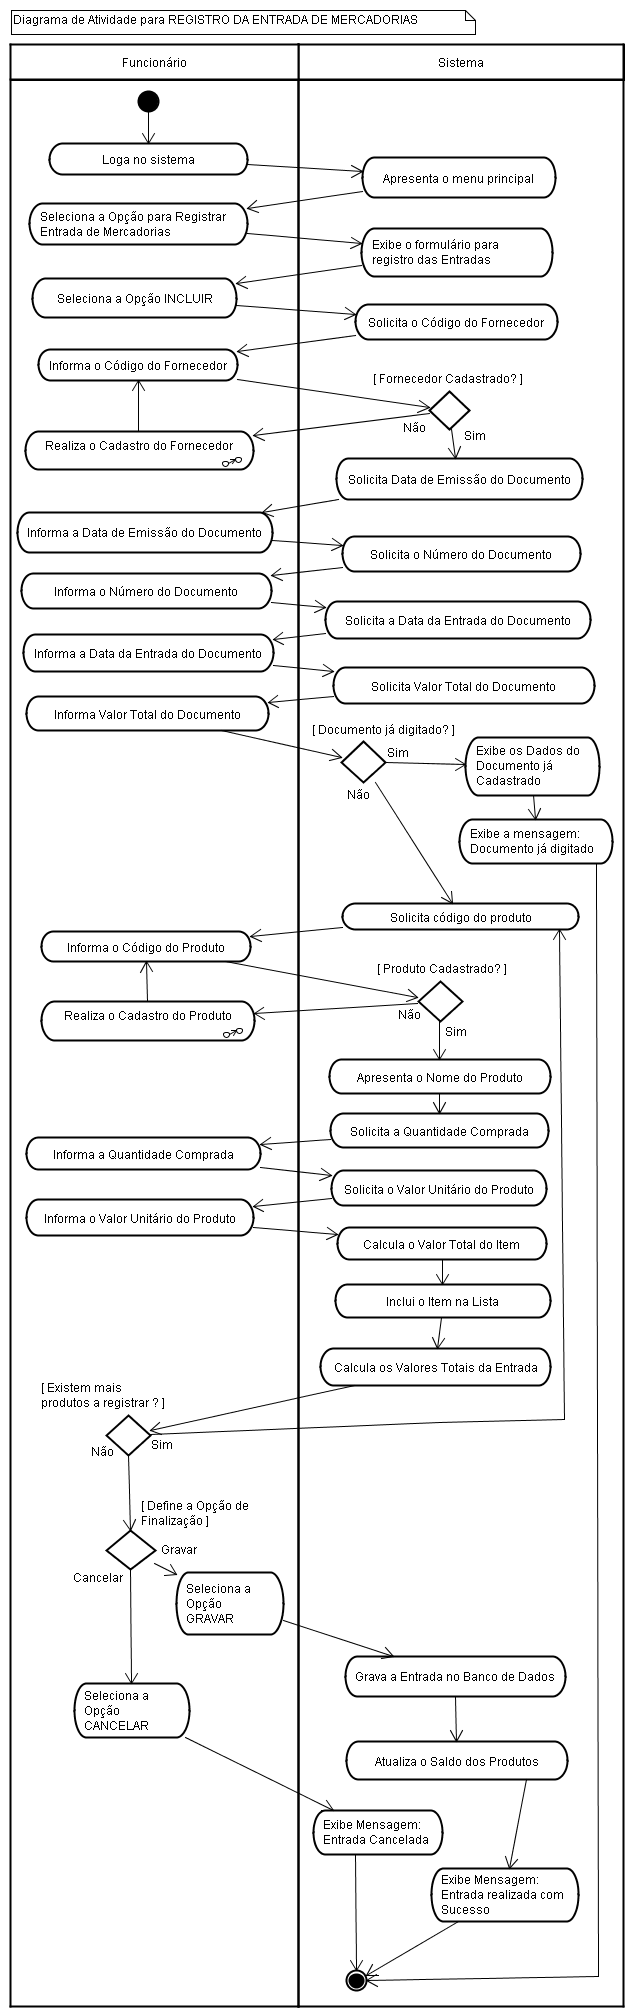 Diagrama de Atividade para REGISTRO DA ENTRADA DE MERCADORIAS
Funcionário
Sistema
Loga no sistema
Apresenta o menu principal
Seleciona a Opção para Registrar
Entrada de Mercadorias
Exibe o formulário para
registro das Entradas
Seleciona a Opção INCLUIR
Solicita o Código do Fornecedor
Informa o Código do Fornecedor
[ Fornecedor Cadastrado? ]
Não
Sim
Realiza o Cadastro do Fornecedor
Solicita Data de Emissão do Documento
Informa a Data de Emissão do Documento
Solicita o Número do Documento
Informa o Número do Documento
Solicita a Data da Entrada do Documento
Informa a Data da Entrada do Documento
Solicita Valor Total do Documento
Informa Valor Total do Documento
[ Documento já digitado? ]
Sim
Não
Exibe os Dados do
Documento já
Cadastrado
Exibe a mensagem:
Documento já digitado
Solicita código do produto
Informa o Código do Produto
[ Produto Cadastrado? ]
Não
Sim
Realiza o Cadastro do Produto
Apresenta o Nome do Produto
Solicita a Quantidade Comprada
Informa a Quantidade Comprada
Solicita o Valor Unitário do Produto
Informa o Valor Unitário do Produto
Calcula o Valor Total do Item
Inclui o Item na Lista
Calcula os Valores Totais da Entrada
[ Existem mais
produtos a registrar ? ]
Não
Sim
[ Define a Opção de
Finalização ]
Gravar
Cancelar
Seleciona a
Opção
GRAVAR
Grava a Entrada no Banco de Dados
Seleciona a
Opção
CANCELAR
Atualiza o Saldo dos Produtos
Exibe Mensagem:
Entrada Cancelada
Exibe Mensagem:
Entrada realizada com
Sucesso